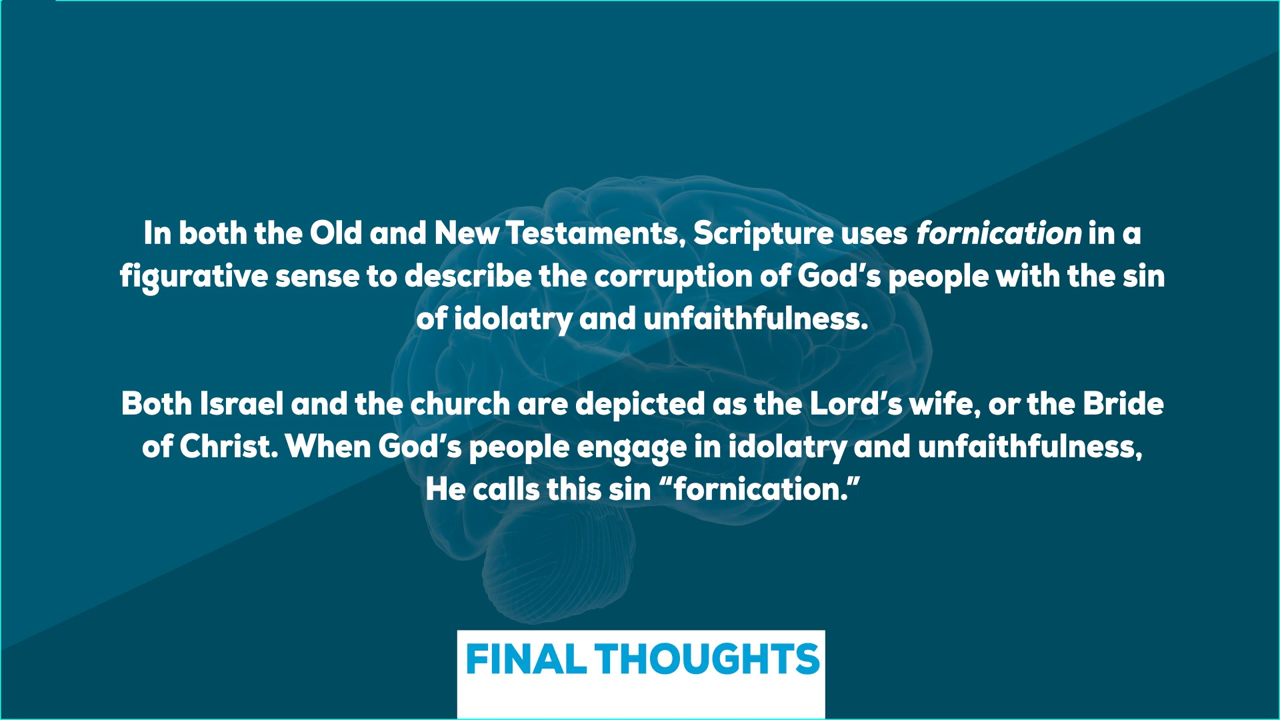 In both the Old and New Testaments, Scripture uses fornication in a
figurative sense to describe the corruption of God’s people with the sin
of idolatry and unfaithfulness.
Both Israel and the church are depicted as the Lord’s wife, or the Bride
of Christ. When God’s people engage in idolatry and unfaithfulness,
He calls this sin “fornication.”
FINAL THOUGHTS